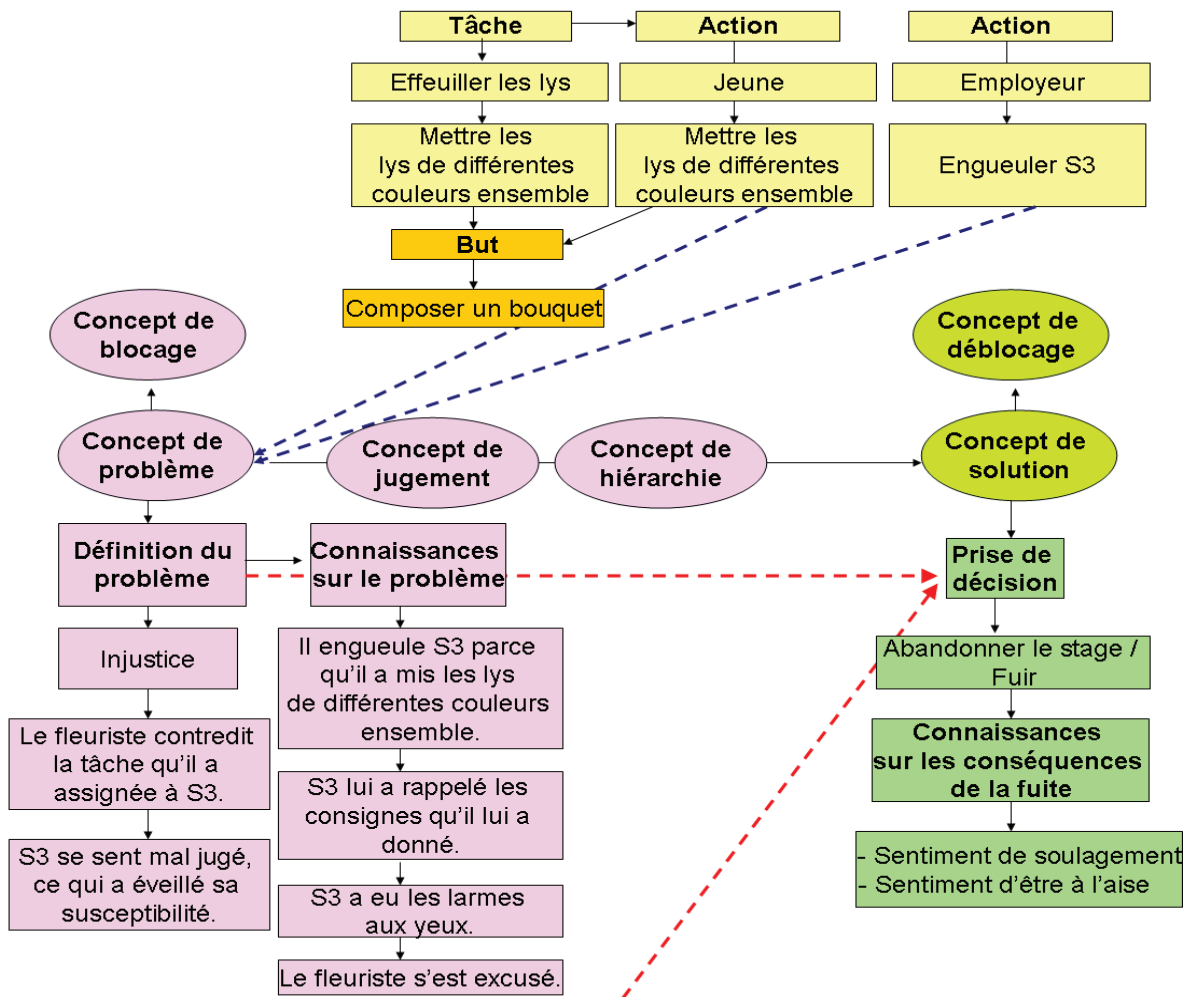 Tâche
Action
Action
Effeuiller les lys
Jeune
Employeur
Mettre les
lys de différentes
couleurs ensemble
Mettre les
lys de différentes
couleurs ensemble
Engueuler S3
But
Composer un bouquet
Concept de
blocage
Concept de
déblocage
Concept de
problème
Concept de
jugement
Concept de
hiérarchie
Concept de
solution
Définition du
problème
Connaissances
sur le problème
Prise de
décision
Injustice
Le fleuriste contredit
la tâche qu'il a
assignée à S3.
S3 se sent mal jugé,
ce qui a éveillé sa
susceptibilité.
Il engueule S3 parce
qu'il a mis les lys
de différentes couleurs
ensemble.
S3 lui a rappelé les
consignes qu'il lui a
donné.
S3 a eu les larmes
aux yeux.
Le fleuriste s'est excusé.
Abandonner le stage /
Fuir
Connaissances
sur les conséquences
de la fuite
- Sentiment de soulagement
- Sentiment d'être à l'aise